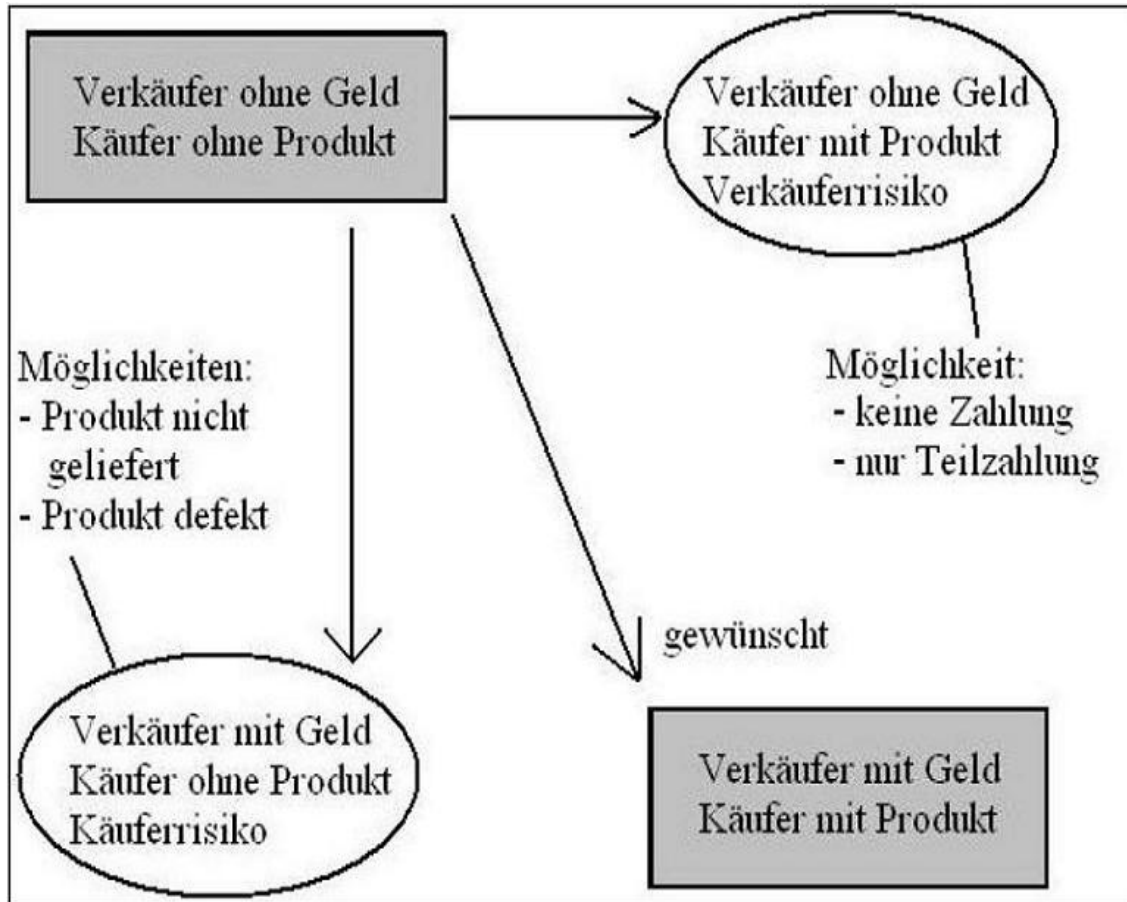 Verkäufer ohne Geld
Käufer ohne Produkt
Verkäufer ohne Geld
Käufer mit Produkt
Verkäuferrisiko
Möglichkeiten:
- Produkt nicht
geliefert
- Produkt defekt
Möglichkeit:
- keine Zahlung
- nur Teilzahlung
gewünscht
Verkäufer mit Geld
Käufer ohne Produkt
Käuferrisiko
Verkäufer mit Geld
Käufer mit Produkt